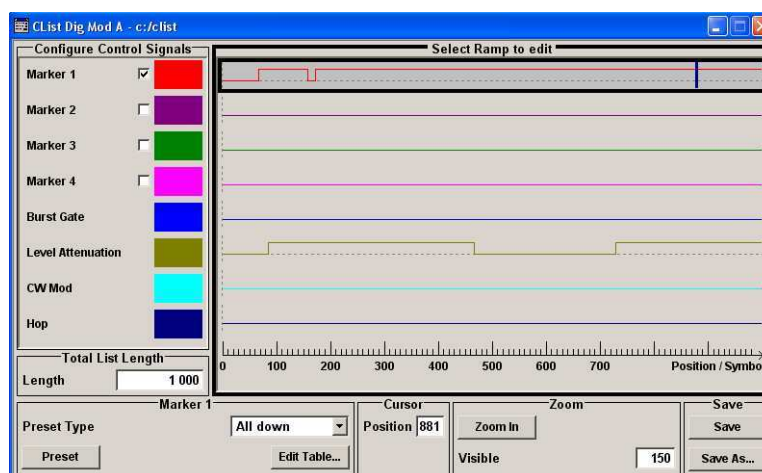 CList Dig Mod A - c:/clist
Configure Control Signals
Marker 1
Marker 2
Marker 3
Marker 4
Burst Gate
Level Attenuation
CW Mod
Hop
Total List Length
Length 1 000
Select Ramp to edit
0 100 200 300 400 500 600 700 Position / Symbo
Marker 1
Preset Type All down
Preset Edit Table...
Cursor
Position 881
Zoom
Zoom In
Visible 150
Save
Save
Save As...